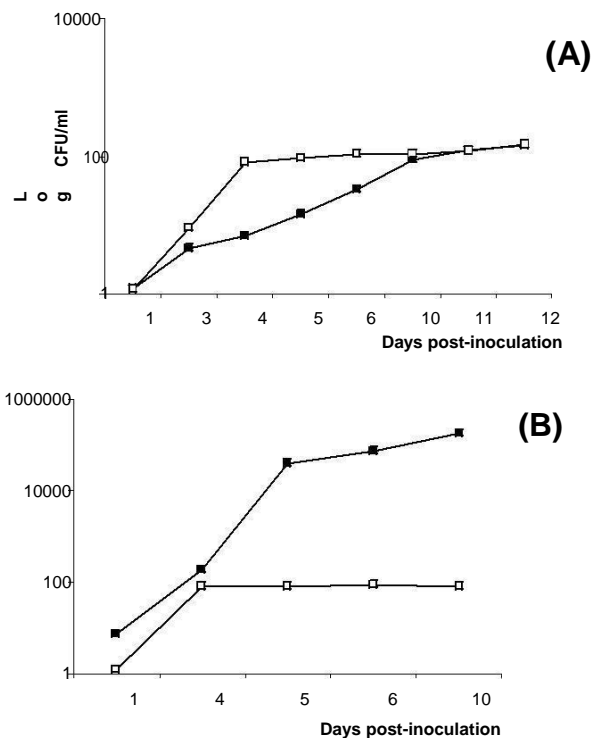 10000
(A)
CFU/ml
L
o
g
100
1
1 3 4 5 6 10 11 12
Days post-inoculation
1000000
(B)
10000
100
1
1 4 5 6 10
Days post-inoculation